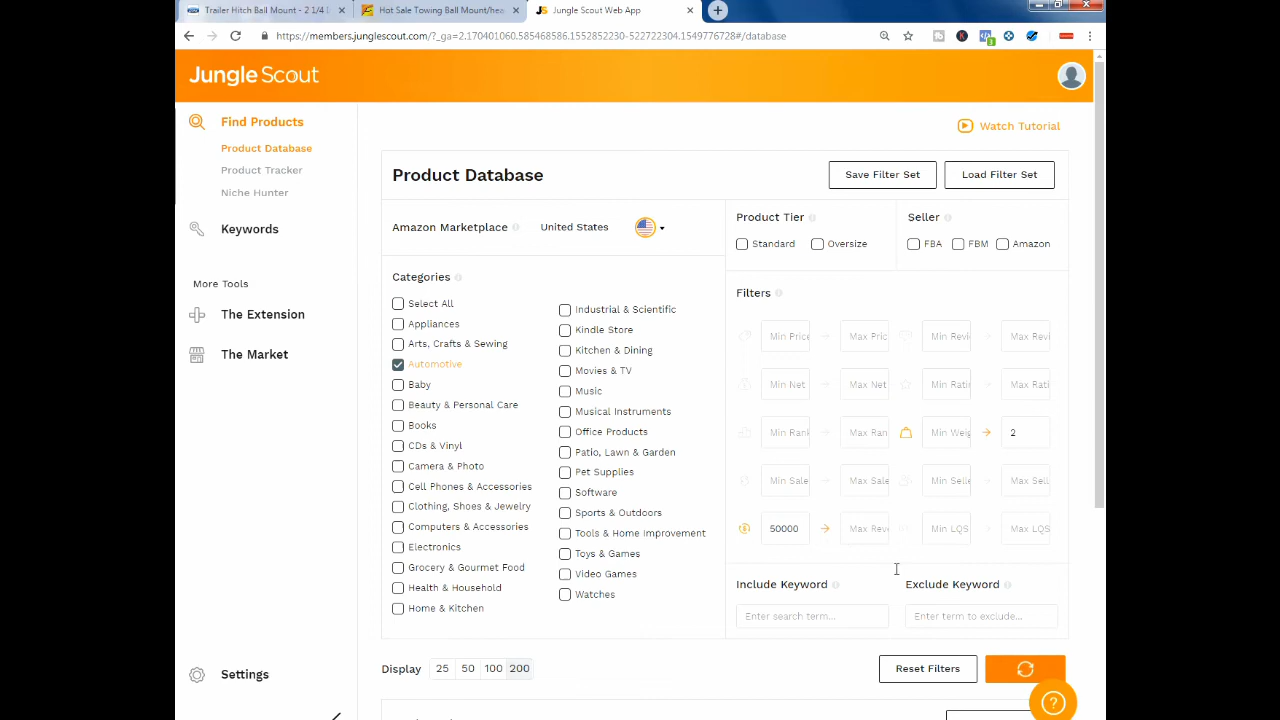 Trailer Hitch Ball Mount - 2 1/4
Hot Sale Towing Ball Mount/hea
Jungle Scout Web App
https://members.junglescout.com/?_ga=2.170401060.585468586.1552852230-522722304.1549776728#/database
3
Jungle Scout
Find Products
Product Database
Product Tracker
Niche Hunter
Keywords
More Tools
The Extension
The Market
Settings
Watch Tutorial
Product Database
Save Filter Set
Load Filter Set
Amazon Marketplace
United States
Product Tier
Standard
Oversize
Seller
FBA
FBM
Amazon
Categories
Select All
Appliances
Arts, Crafts & Sewing
Automotive
Baby
Beauty & Personal Care
Books
CDs & Vinyl
Camera & Photo
Cell Phones & Accessories
Clothing, Shoes & Jewelry
Computers & Accessories
Electronics
Grocery & Gourmet Food
Health & Household
Home & Kitchen
Industrial & Scientific
Kindle Store
Kitchen & Dining
Movies & TV
Music
Musical Instruments
Office Products
Patio, Lawn & Garden
Pet Supplies
Software
Sports & Outdoors
Tools & Home Improvement
Toys & Games
Video Games
Watches
Filters
Min Price
Max Pric
Min Revi
Max Revi
Min Net
Max Net
Min Rati
Max Rati
Min Rank
Max Ran
Min Weig
2
Min Sale
Max Sale
Min Selle
Max Sell
50000
Max Reve
Min LQS
Max LQS
Include Keyword
Enter search term...
Exclude Keyword
Enter term to exclude...
Display
25
50
100
200
Reset Filters
?